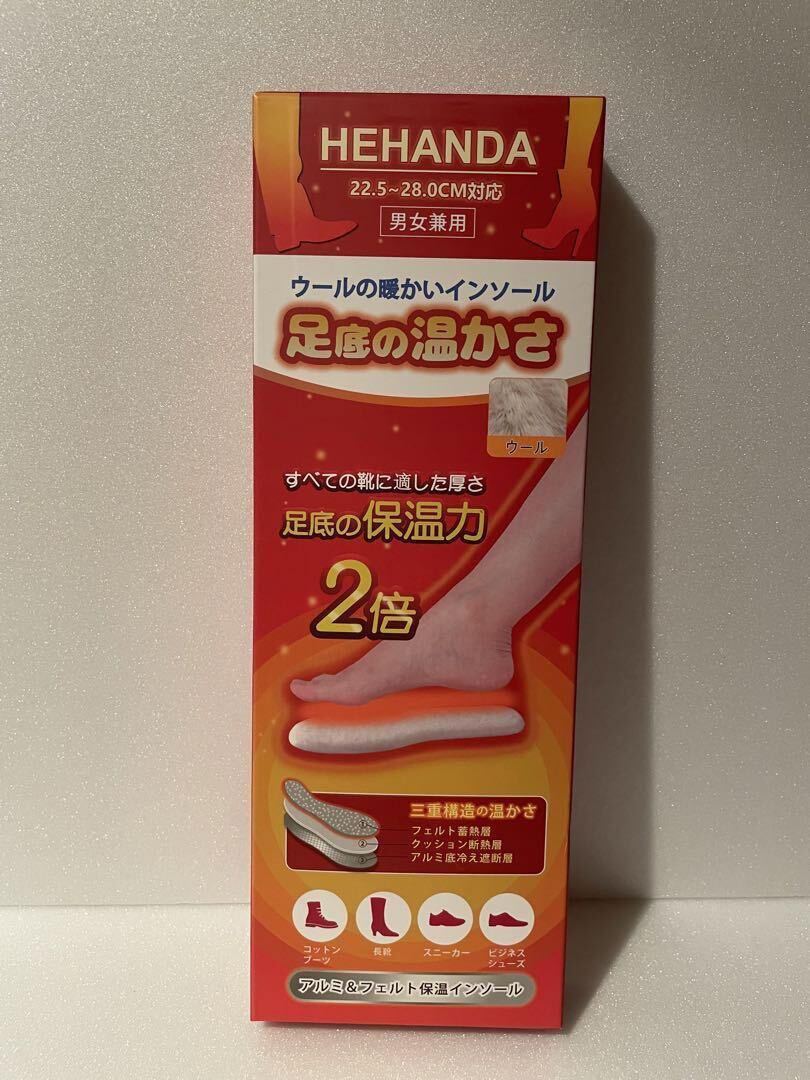 HEHANDA
22.5~28.0CM対応
男女兼用
ウールの暖かいインソール
足底の温かさ
ウール
すべての靴に適した厚さ
足底の保温力
2倍
三重構造の温かさ
① フェルト蓄熱層
② クッション断熱層
③ アルミ底冷え遮断層
コットン
ブーツ
長靴
スニーカー
ビジネス
シューズ
アルミ&フェルト保温インソール